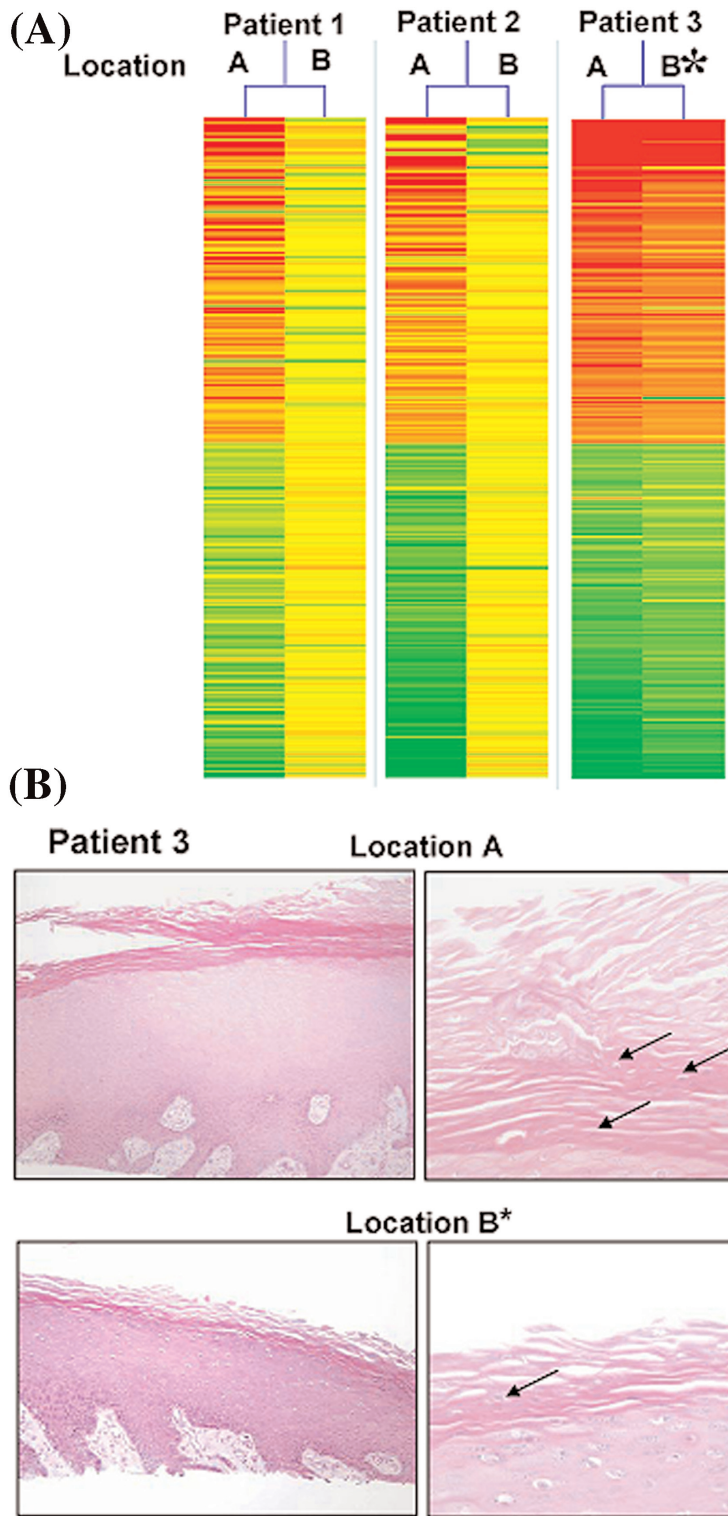 (A)
Patient 1 Patient 2 Patient 3
Location A B A B A B*
(B)
Patient 3 Location A
Location B*